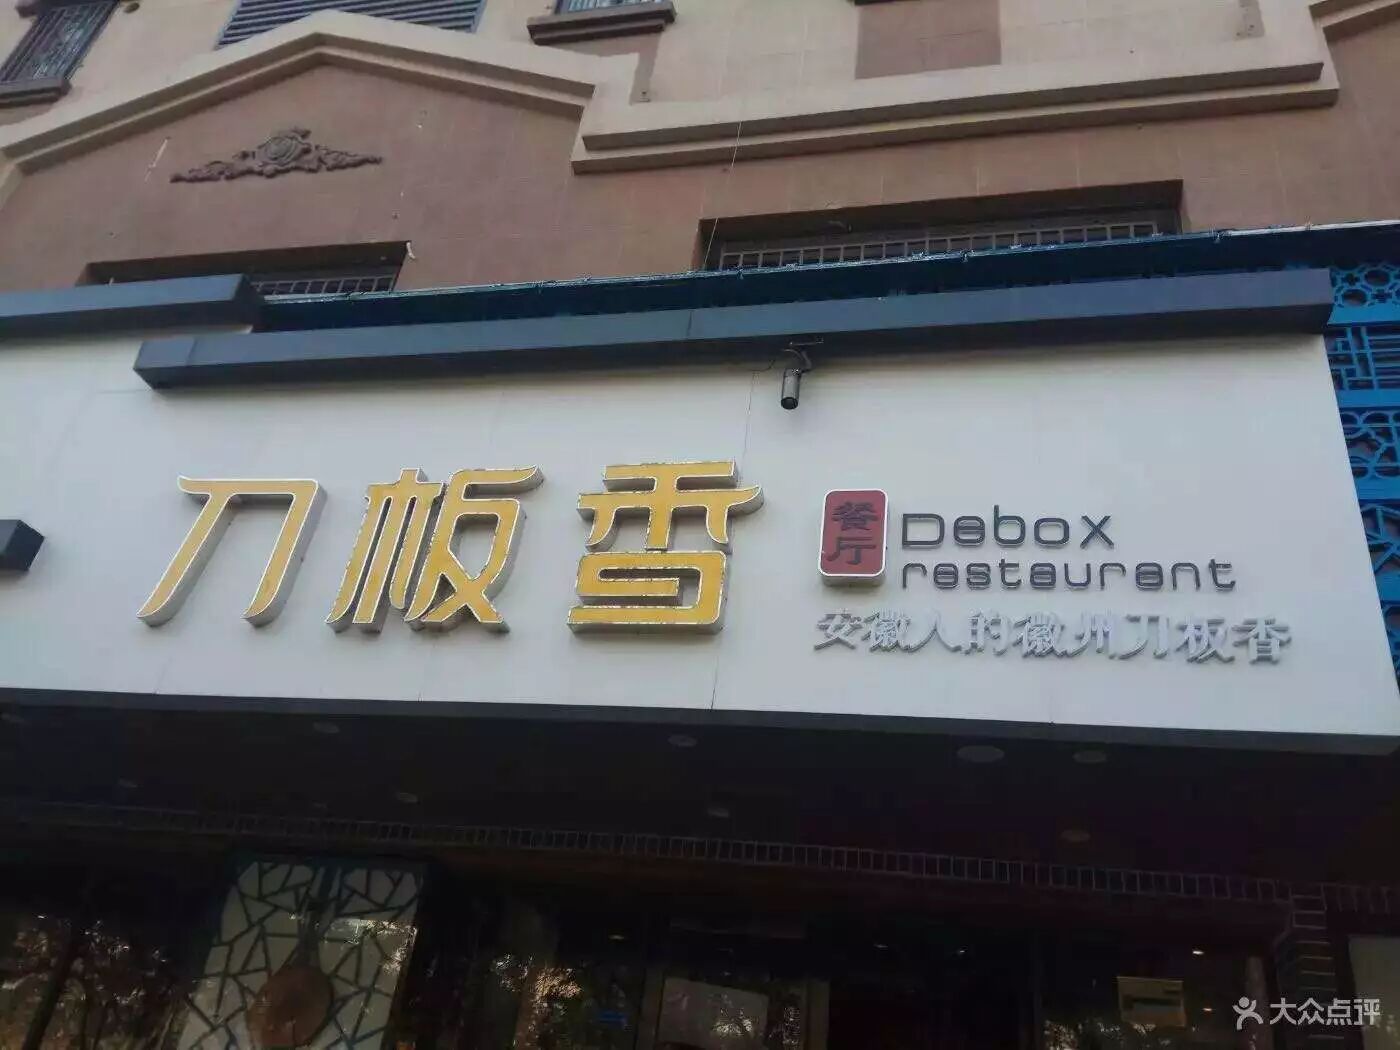 刀板香
餐厅
Debox
restaurant
安徽人的徽州刀板香
大众点评